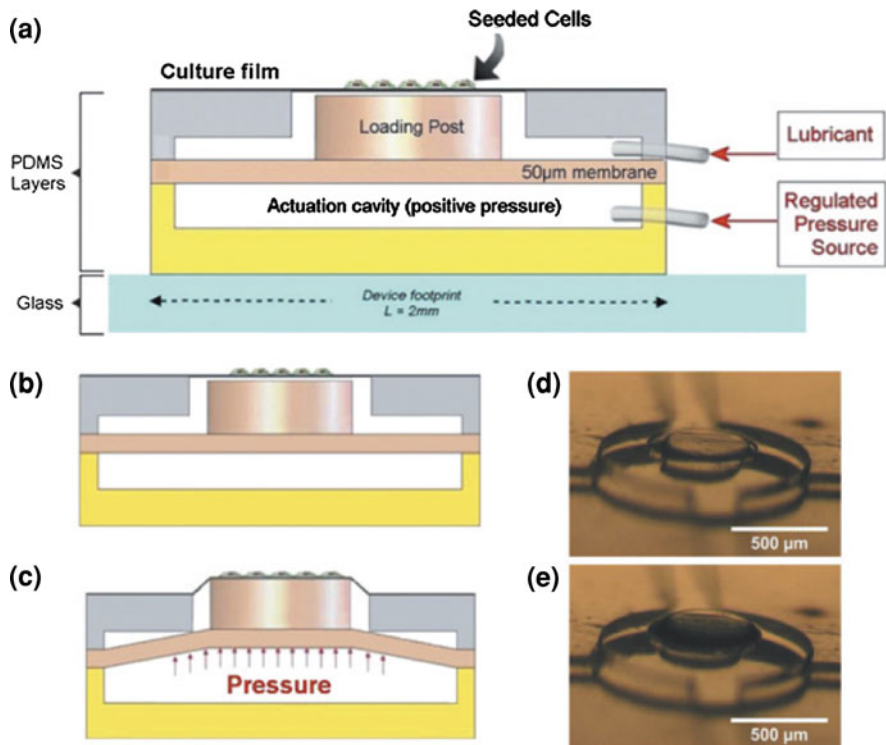 (a)
Seeded Cells
Culture film
Loading Post
Lubricant
PDMS
Layers
50µm membrane
Actuation cavity (positive pressure)
Regulated
Pressure
Source
Glass
Device footprint
L = 2mm
(b)
(d)
500 µm
(c)
Pressure
(e)
500 µm